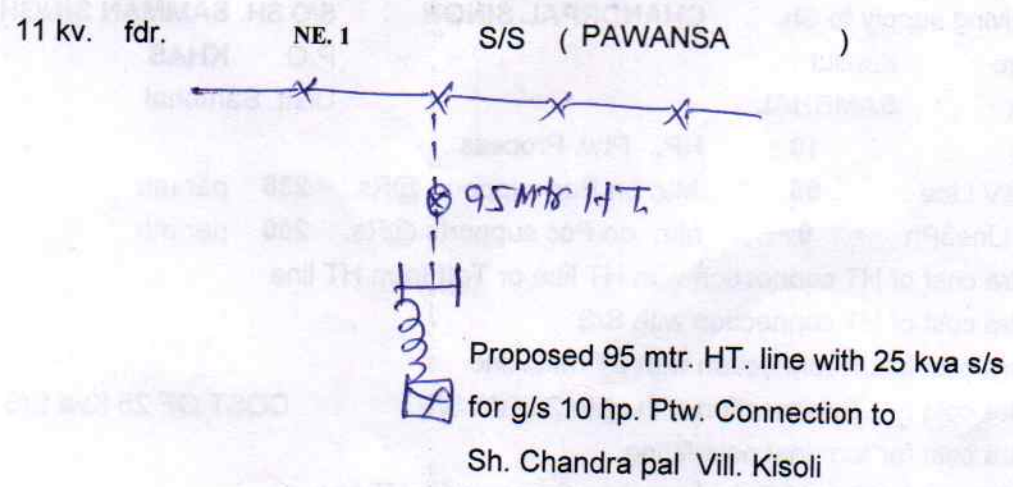 11 kv. fdr. NE. 1 S/S ( PAWANSA )
95 Mtr HT L
Proposed 95 mtr. HT. line with 25 kva s/s
for g/s 10 hp. Ptw. Connection to
Sh. Chandra pal Vill. Kisoli